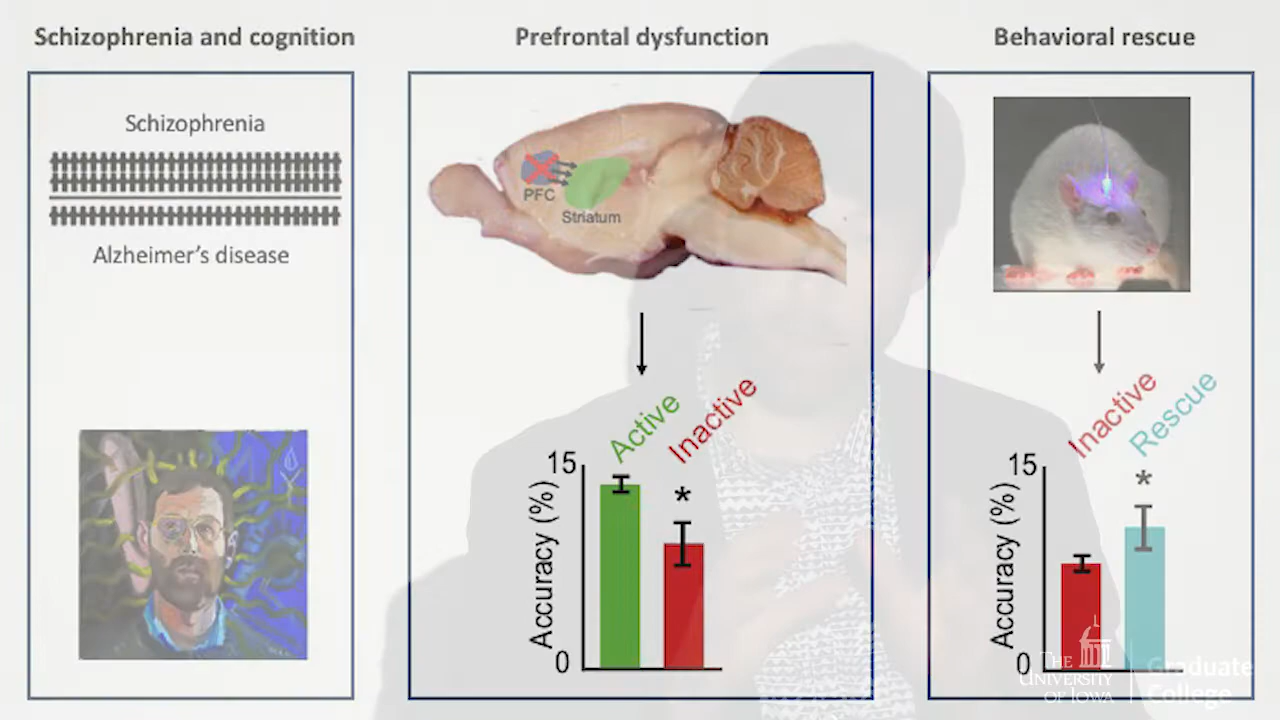 Schizophrenia and cognition
Schizophrenia
Alzheimer's disease
Prefrontal dysfunction
PFC
Striatum
Active
Inactive
15
*
Accuracy (%)
0
Behavioral rescue
Inactive
Rescue
15
*
Accuracy (%)
0
THE
UNIVERSITY
OF IOWA
Graduate
College